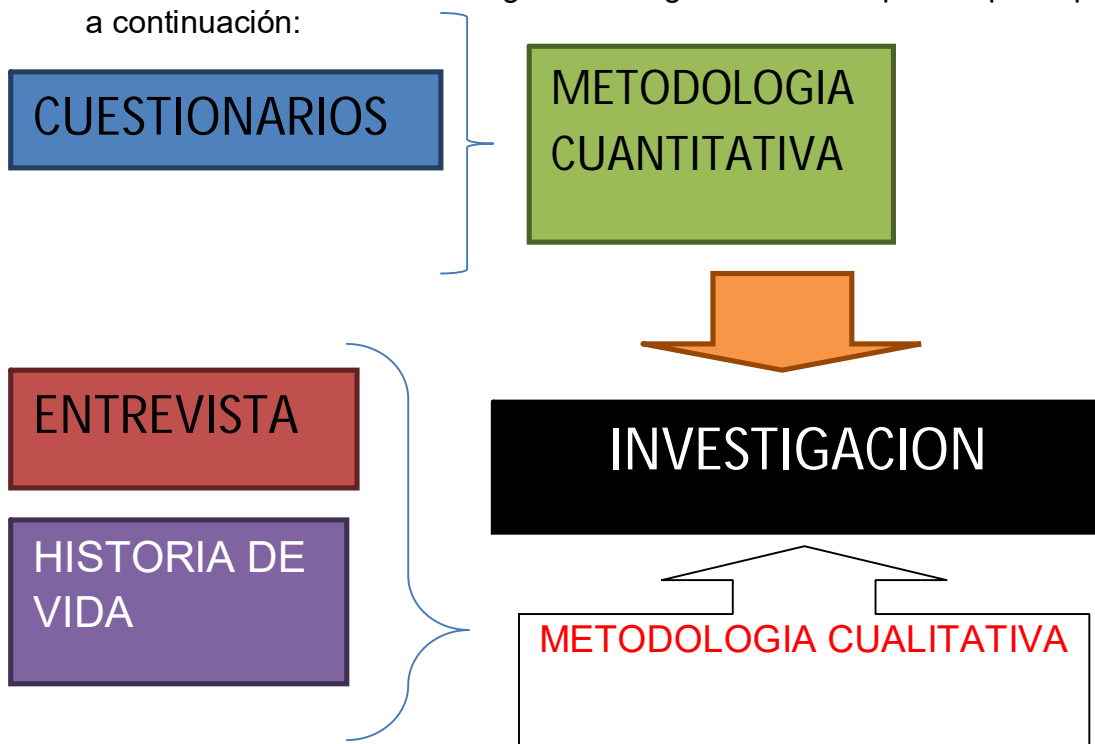 a continuación:
CUESTIONARIOS
METODOLOGIA
CUANTITATIVA
ENTREVISTA
HISTORIA DE
VIDA
INVESTIGACION
METODOLOGIA CUALITATIVA